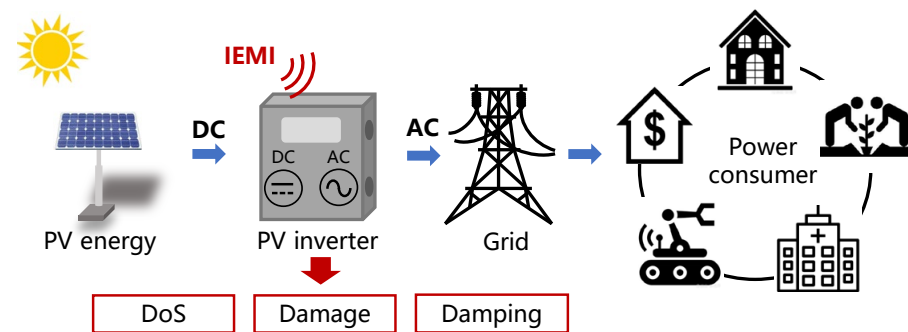 IEMI
DC
AC
DC AC
$
Power
consumer
PV energy
PV inverter
Grid
DoS
Damage
Damping